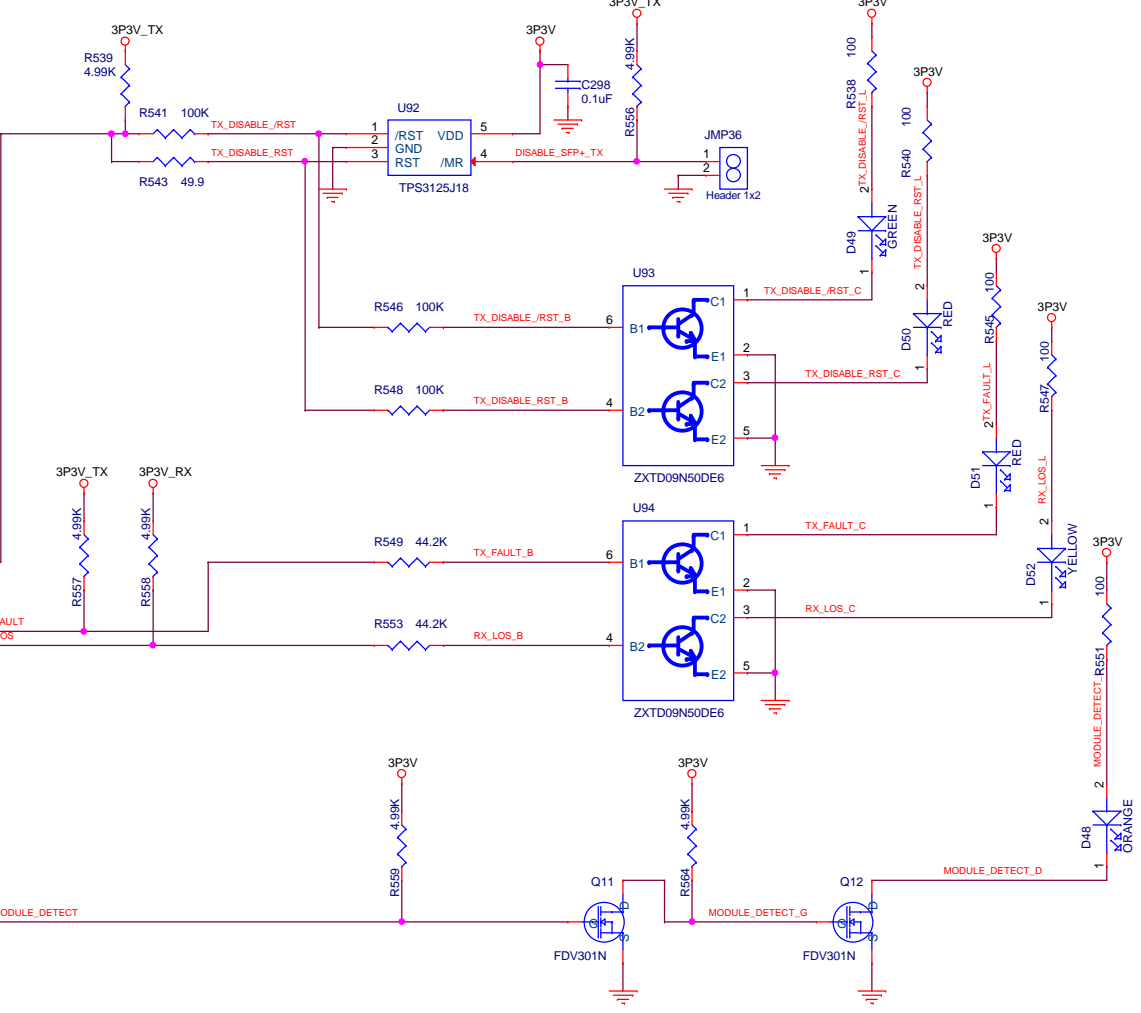 3P3V_TX
3P3V
3P3V_TX
3P3V
R539
4.99K
C298
0.1uF
4.99K
R556
100
R538
3P3V
100
R540
R541 100K
TX_DISABLE_/RST
U92
1 /RST VDD 5
2 GND
3 RST /MR 4
TPS3125J18
TX_DISABLE_RST
R543 49.9
DISABLE_SFP+_TX
JMP36
1
2
Header 1x2
TX_DISABLE_/RST_L
2
D49
GREEN
1
TX_DISABLE_RST_L
2
D50
RED
1
3P3V
100
R545
TX_FAULT_L
2
D51
RED
1
3P3V
100
R547
RX_LOS_L
2
D52
YELLOW
1
U93
R546 100K
TX_DISABLE_/RST_B
6 B1
C1 1
TX_DISABLE_/RST_C
E1 2
C2 3
TX_DISABLE_RST_C
R548 100K
TX_DISABLE_RST_B
4 B2
E2 5
ZXTD09N50DE6
3P3V_TX
3P3V_RX
4.99K
R557
4.99K
R558
U94
R549 44.2K
TX_FAULT_B
6 B1
C1 1
TX_FAULT_C
E1 2
C2 3
RX_LOS_C
AULT
OS
R553 44.2K
RX_LOS_B
4 B2
E2 5
ZXTD09N50DE6
3P3V
100
R551
MODULE_DETECT_
2
D48
ORANGE
1
3P3V
4.99K
R559
3P3V
4.99K
R564
ODULE_DETECT
Q11
G
D
S
FDV301N
MODULE_DETECT_G
Q12
G
D
S
FDV301N
MODULE_DETECT_D